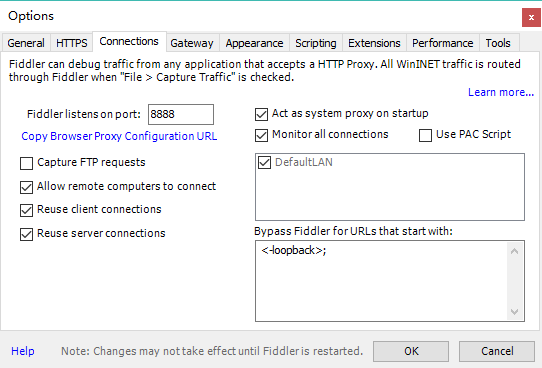 Options
x
General HTTPS Connections Gateway Appearance Scripting Extensions Performance Tools
Fiddler can debug traffic from any application that accepts a HTTP Proxy. All WinINET traffic is routed
through Fiddler when "File > Capture Traffic" is checked.
Learn more...
Fiddler listens on port: 8888
Copy Browser Proxy Configuration URL
Capture FTP requests
Allow remote computers to connect
Reuse client connections
Reuse server connections
Act as system proxy on startup
Monitor all connections Use PAC Script
DefaultLAN
Bypass Fiddler for URLs that start with:
<-loopback>;
Help Note: Changes may not take effect until Fiddler is restarted. OK Cancel